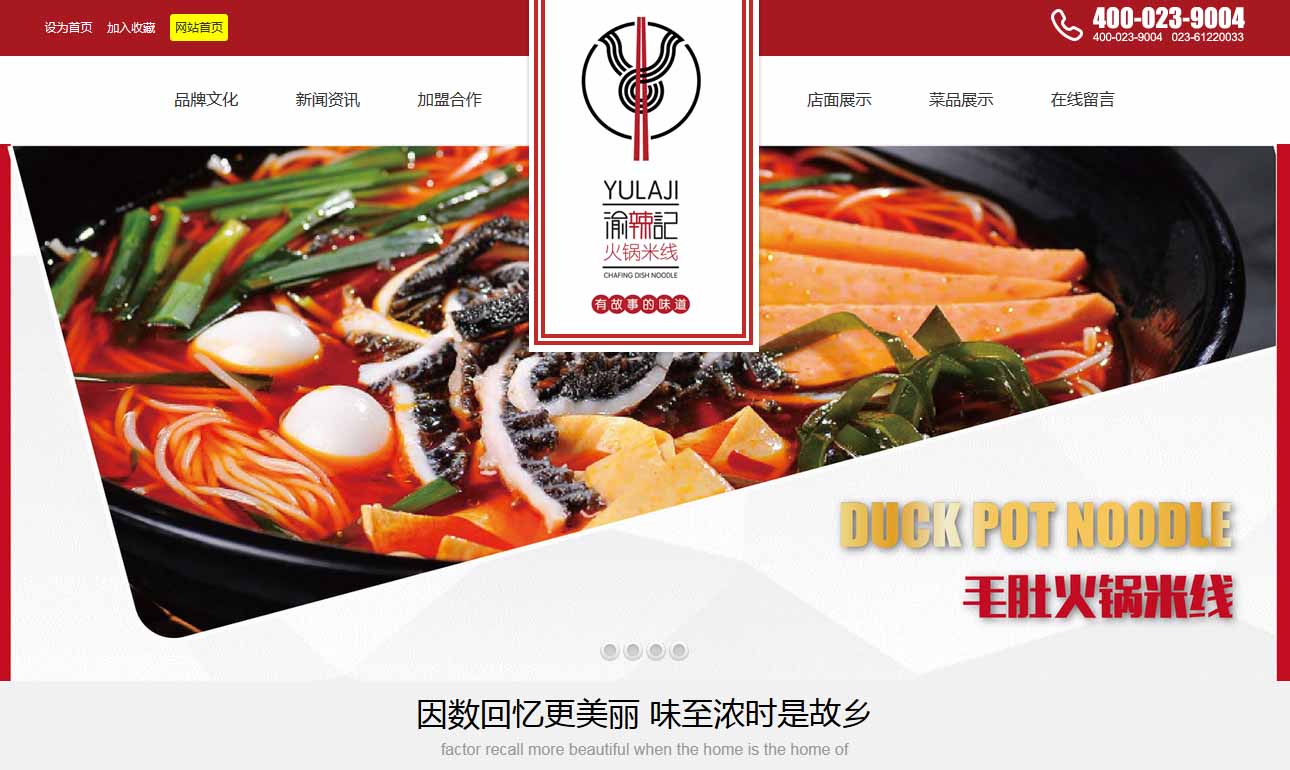 设为首页 加入收藏 网站首页
400-023-9004
400-023-9004 023-61220033
品牌文化 新闻资讯 加盟合作 店面展示 菜品展示 在线留言
YULAJI
渝辣記
火锅米线
CHAFING DISH NOODLE
有故事的味道
DUCK POT NOODLE
毛肚火锅米线
因数回忆更美丽 味至浓时是故乡
factor recall more beautiful when the home is the home of